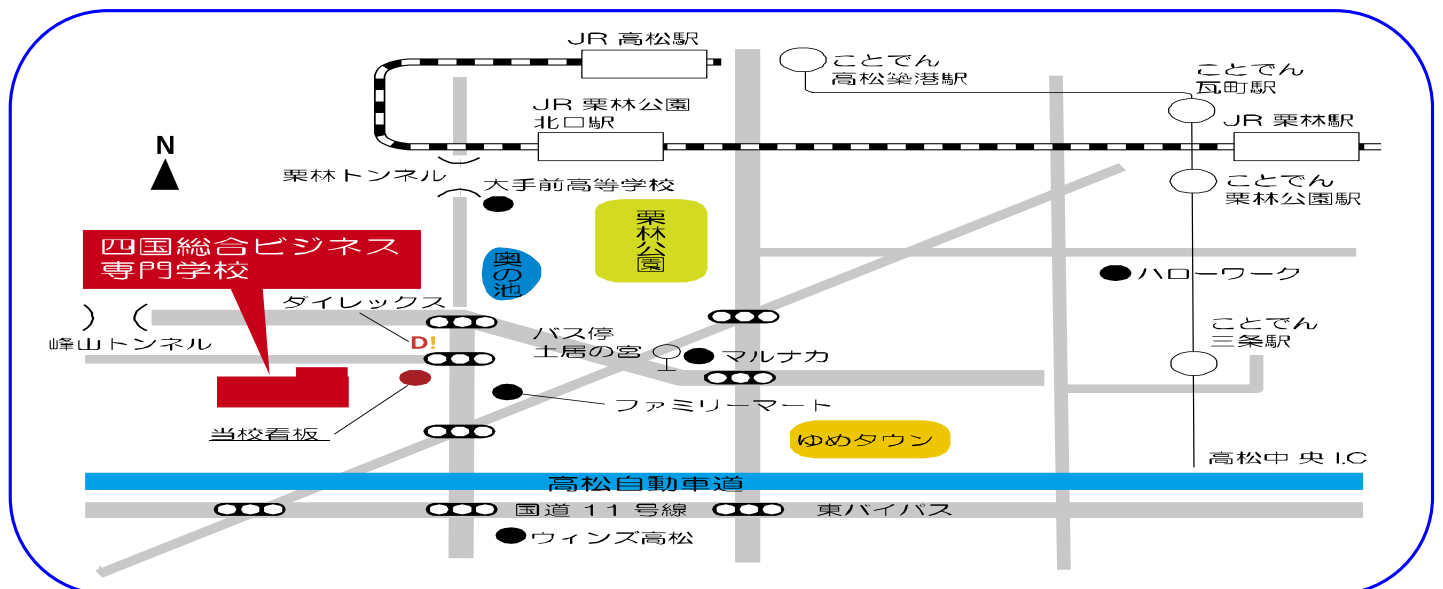 JR 高松駅
ことでん
高松築港駅
ことでん
瓦町駅
JR 栗林公園
北口駅
JR 栗林駅
N
栗林トンネル
大手前高等学校
ことでん
栗林公園駅
栗林公園
四国総合ビジネス
専門学校
奥の池
ハローワーク
ダイレックス
峰山トンネル
D!
バス停
土居の宮
マルナカ
ことでん
三条駅
ファミリーマート
当校看板
ゆめタウン
高松中 央 I.C
高松自動車道
国道 11 号線
東バイパス
ウィンズ高松